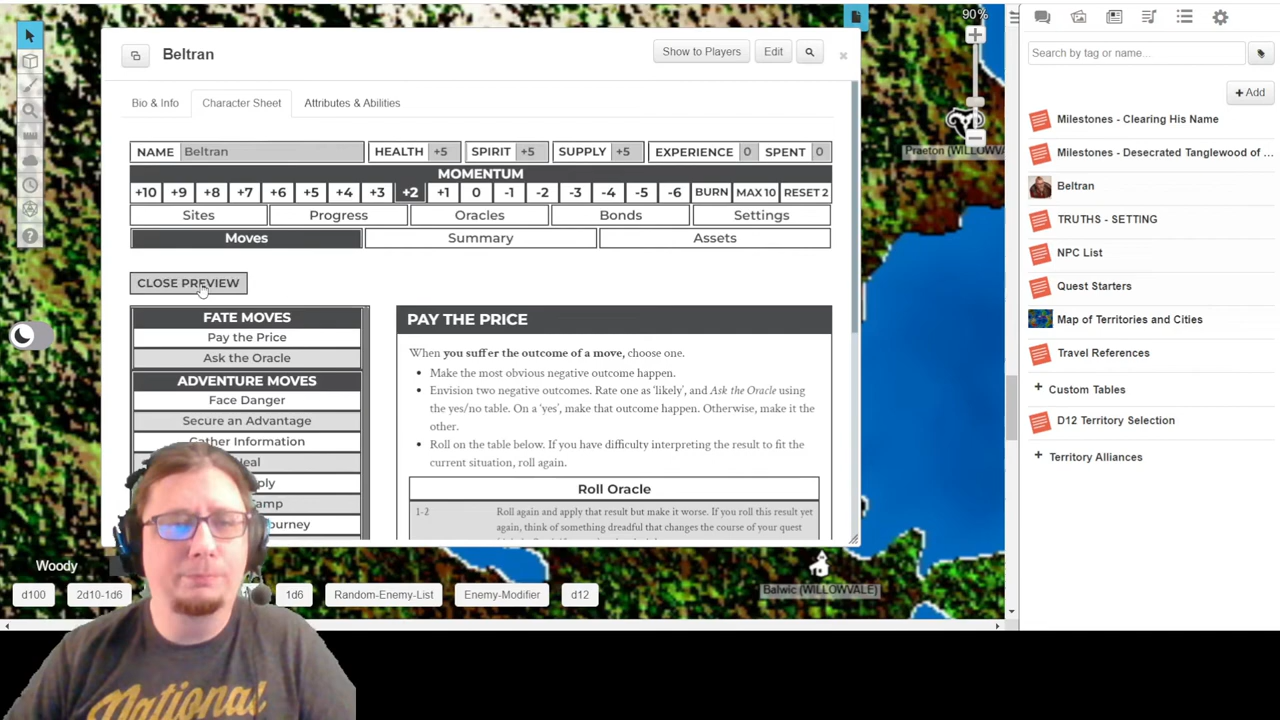 90%
Beltran
Show to Players
Edit
Bio & Info
Character Sheet
Attributes & Abilities
NAME Beltran
HEALTH +5
SPIRIT +5
SUPPLY +5
EXPERIENCE 0 SPENT 0
MOMENTUM
+10 +9 +8 +7 +6 +5 +4 +3 +2 +1 0 -1 -2 -3 -4 -5 -6 BURN MAX 10 RESET 2
Sites Progress Oracles Bonds Settings
Moves Summary Assets
CLOSE PREVIEW
FATE MOVES
Pay the Price
Ask the Oracle
ADVENTURE MOVES
Face Danger
Secure an Advantage
Gather Information
PAY THE PRICE
When you suffer the outcome of a move, choose one.
Make the most obvious negative outcome happen.
Envision two negative outcomes. Rate one as 'likely', and Ask the Oracle using
the yes/no table. On a 'yes', make that outcome happen. Otherwise, make it the
other.
Roll on the table below. If you have difficulty interpreting the result to fit the
current situation, roll again.
Roll Oracle
1-2 Roll again and apply that result but make it worse. If you roll this result yet
again, think of something dreadful that changes the course of your quest
Praeton (WILLOWVA
Balwic (WILLOWVALE)
Woody
d100
2d10-1d6
1d6
Random-Enemy-List
Enemy-Modifier
d12
National
Search by tag or name...
+ Add
Milestones - Clearing His Name
Milestones - Desecrated Tanglewood of ...
Beltran
TRUTHS - SETTING
NPC List
Quest Starters
Map of Territories and Cities
Travel References
+ Custom Tables
D12 Territory Selection
+ Territory Alliances